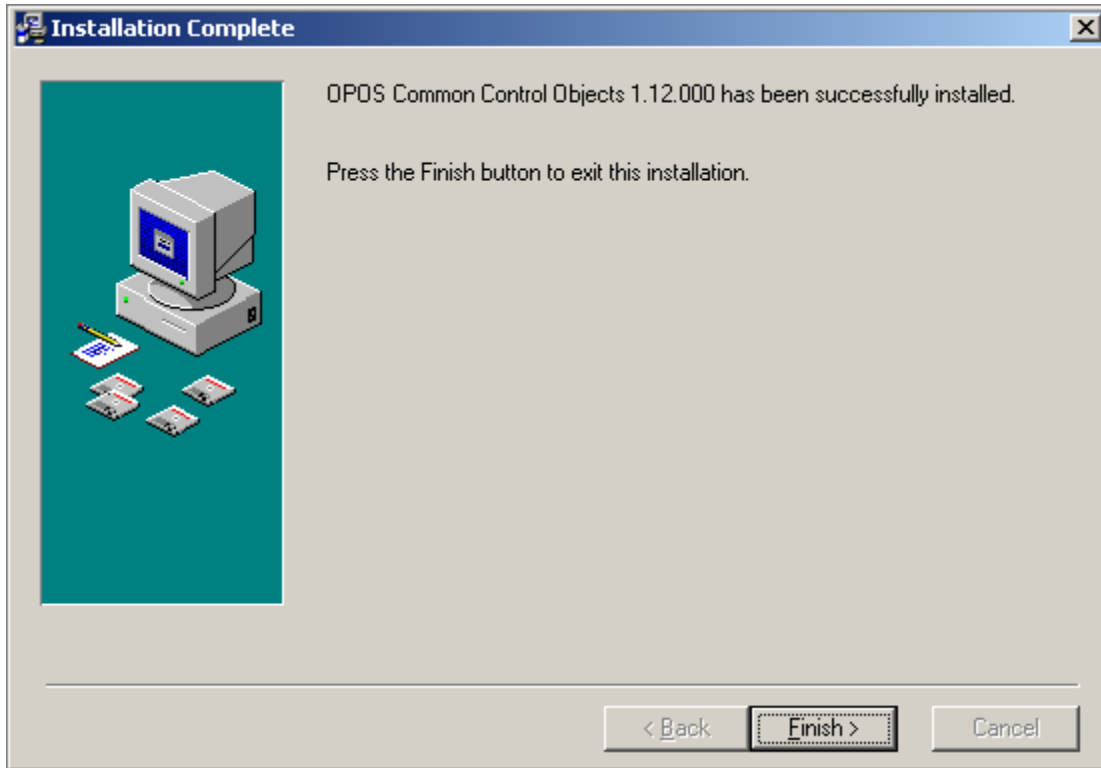 Installation Complete
OPOS Common Control Objects 1.12.000 has been successfully installed.
Press the Finish button to exit this installation.
< Back
Finish >
Cancel